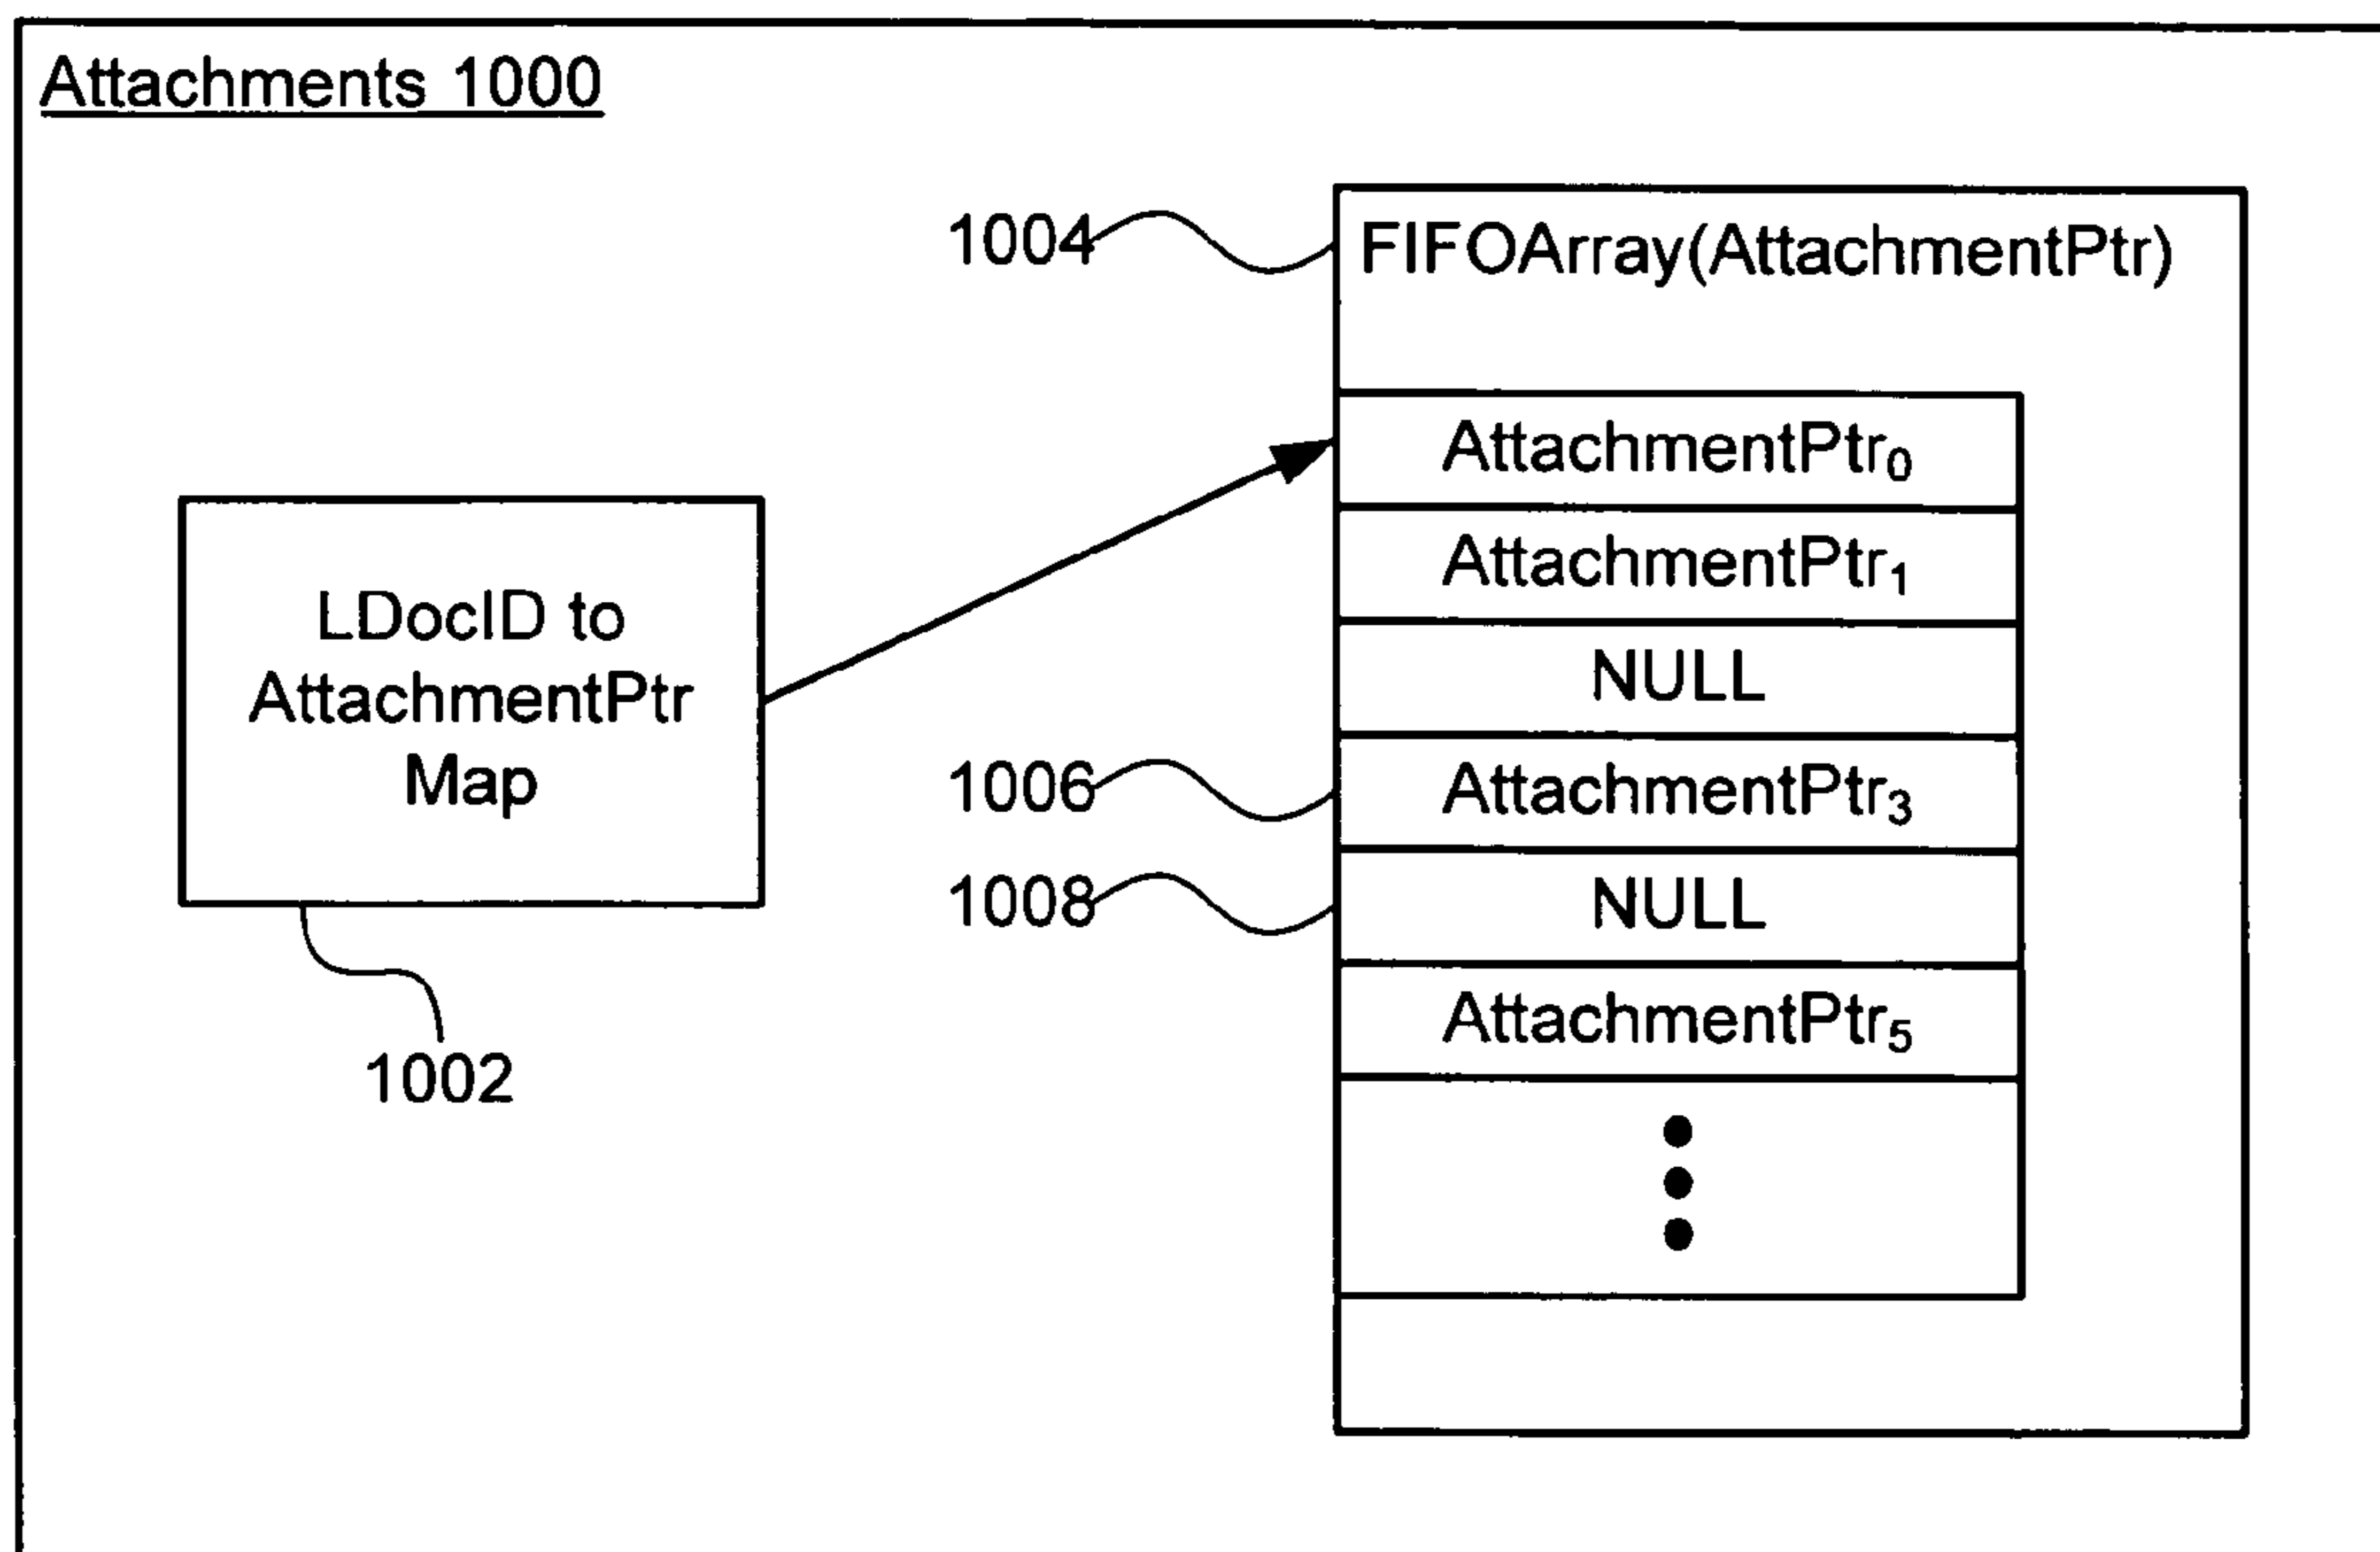 Attachments 1000
1004
FIFOArray(AttachmentPtr)
AttachmentPtr₀
AttachmentPtr₁
NULL
LDocID to
AttachmentPtr
Map
1006
AttachmentPtr₃
1008
NULL
AttachmentPtr₅
1002